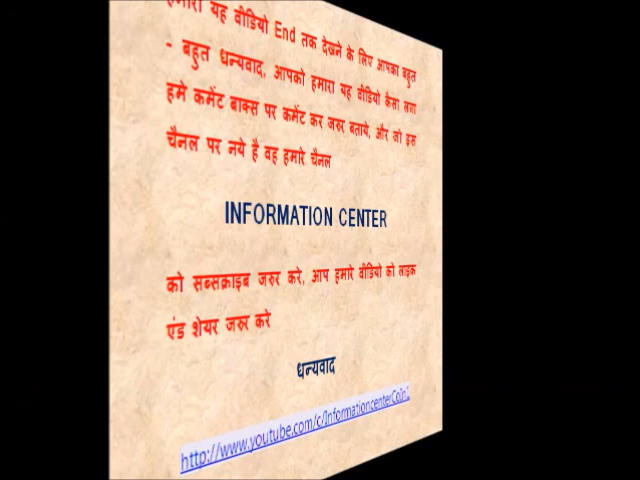 हमारा यह वीडियो End तक देखने के लिए आपका बहुत
- बहुत धन्यवाद, आपको हमारा यह वीडियो कैसा लगा
हमे कमेंट बाक्स पर कमेंट कर जरुर बताये, और जो इस
चैनल पर नये है वह हमारे चैनल
INFORMATION CENTER
को सब्सक्राइब जरुर करे, आप हमारे वीडियो को लाइक
एंड शेयर जरुर करे
धन्यवाद
http://www.youtube.com/c/InformationcenterCoIn1